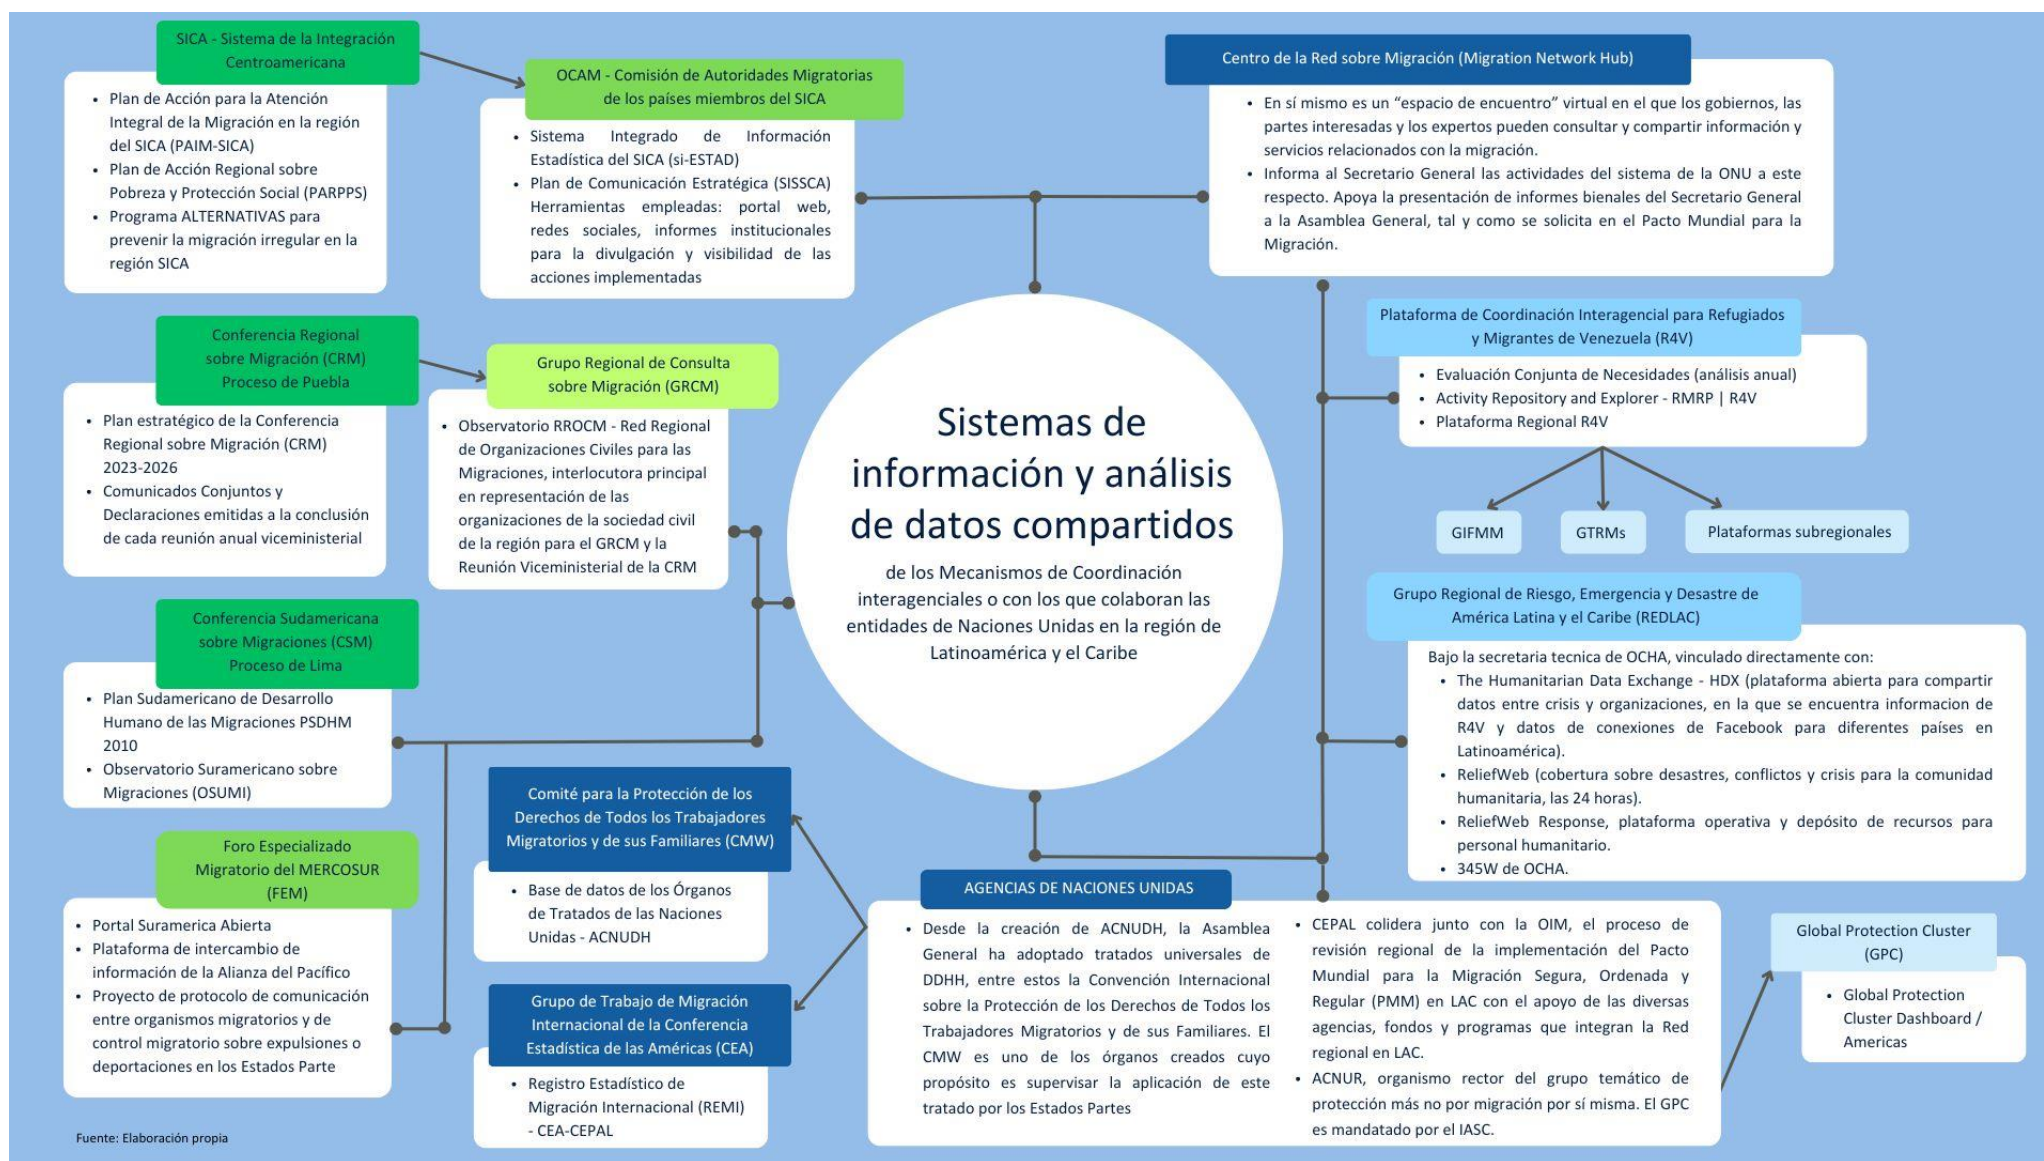 SICA - Sistema de la Integración
Centroamericana
• Plan de Acción para la Atención
Integral de la Migración en la región
del SICA (PAIM-SICA)
• Plan de Acción Regional sobre
Pobreza y Protección Social (PARPPS)
• Programa ALTERNATIVAS para
prevenir la migración irregular en la
región SICA
OCAM - Comisión de Autoridades Migratorias
de los países miembros del SICA
• Sistema Integrado de Información
Estadística del SICA (si-ESTAD)
• Plan de Comunicación Estratégica (SISSCA)
Herramientas empleadas: portal web,
redes sociales, informes institucionales
para la divulgación y visibilidad de las
acciones implementadas
Centro de la Red sobre Migración (Migration Network Hub)
• En sí mismo es un “espacio de encuentro” virtual en el que los gobiernos, las
partes interesadas y los expertos pueden consultar y compartir información y
servicios relacionados con la migración.
• Informa al Secretario General las actividades del sistema de la ONU a este
respecto. Apoya la presentación de informes bienales del Secretario General
a la Asamblea General, tal y como se solicita en el Pacto Mundial para la
Migración.
Conferencia Regional
sobre Migración (CRM)
Proceso de Puebla
• Plan estratégico de la Conferencia
Regional sobre Migración (CRM)
2023-2026
• Comunicados Conjuntos y
Declaraciones emitidas a la conclusión
de cada reunión anual viceministerial
Grupo Regional de Consulta
sobre Migración (GRCM)
• Observatorio RROCM - Red Regional
de Organizaciones Civiles para las
Migraciones, interlocutora principal
en representación de las
organizaciones de la sociedad civil
de la región para el GRCM y la
Reunión Viceministerial de la CRM
Sistemas de
información y análisis
de datos compartidos
de los Mecanismos de Coordinación
interagenciales o con los que colaboran las
entidades de Naciones Unidas en la región de
Latinoamérica y el Caribe
Plataforma de Coordinación Interagencial para Refugiados
y Migrantes de Venezuela (R4V)
• Evaluación Conjunta de Necesidades (análisis anual)
• Activity Repository and Explorer - RMRP | R4V
• Plataforma Regional R4V
GIFMM
GTRMs
Plataformas subregionales
Grupo Regional de Riesgo, Emergencia y Desastre de
América Latina y el Caribe (REDLAC)
Bajo la secretaria tecnica de OCHA, vinculado directamente con:
• The Humanitarian Data Exchange - HDX (plataforma abierta para compartir
datos entre crisis y organizaciones, en la que se encuentra informacion de
R4V y datos de conexiones de Facebook para diferentes países en
Latinoamérica).
• ReliefWeb (cobertura sobre desastres, conflictos y crisis para la comunidad
humanitaria, las 24 horas).
• ReliefWeb Response, plataforma operativa y depósito de recursos para
personal humanitario.
• 345W de OCHA.
Conferencia Sudamericana
sobre Migraciones (CSM)
Proceso de Lima
• Plan Sudamericano de Desarrollo
Humano de las Migraciones PSDHM
2010
• Observatorio Suramericano sobre
Migraciones (OSUMI)
Foro Especializado
Migratorio del MERCOSUR
(FEM)
• Portal Suramerica Abierta
• Plataforma de intercambio de
información de la Alianza del Pacífico
• Proyecto de protocolo de comunicación
entre organismos migratorios y de
control migratorio sobre expulsiones o
deportaciones en los Estados Parte
Comité para la Protección de los
Derechos de Todos los Trabajadores
Migratorios y de sus Familiares (CMW)
• Base de datos de los Órganos
de Tratados de las Naciones
Unidas - ACNUDH
Grupo de Trabajo de Migración
Internacional de la Conferencia
Estadística de las Américas (CEA)
• Registro Estadístico de
Migración Internacional (REMI)
- CEA-CEPAL
AGENCIAS DE NACIONES UNIDAS
• Desde la creación de ACNUDH, la Asamblea
General ha adoptado tratados universales de
DDHH, entre estos la Convención Internacional
sobre la Protección de los Derechos de Todos los
Trabajadores Migratorios y de sus Familiares. El
CMW es uno de los órganos creados cuyo
propósito es supervisar la aplicación de este
tratado por los Estados Partes
• CEPAL colidera junto con la OIM, el proceso de
revisión regional de la implementación del Pacto
Mundial para la Migración Segura, Ordenada y
Regular (PMM) en LAC con el apoyo de las diversas
agencias, fondos y programas que integran la Red
regional en LAC.
• ACNUR, organismo rector del grupo temático de
protección más no por migración por sí misma. El GPC
es mandatado por el IASC.
Global Protection Cluster
(GPC)
• Global Protection
Cluster Dashboard /
Americas
Fuente: Elaboración propia